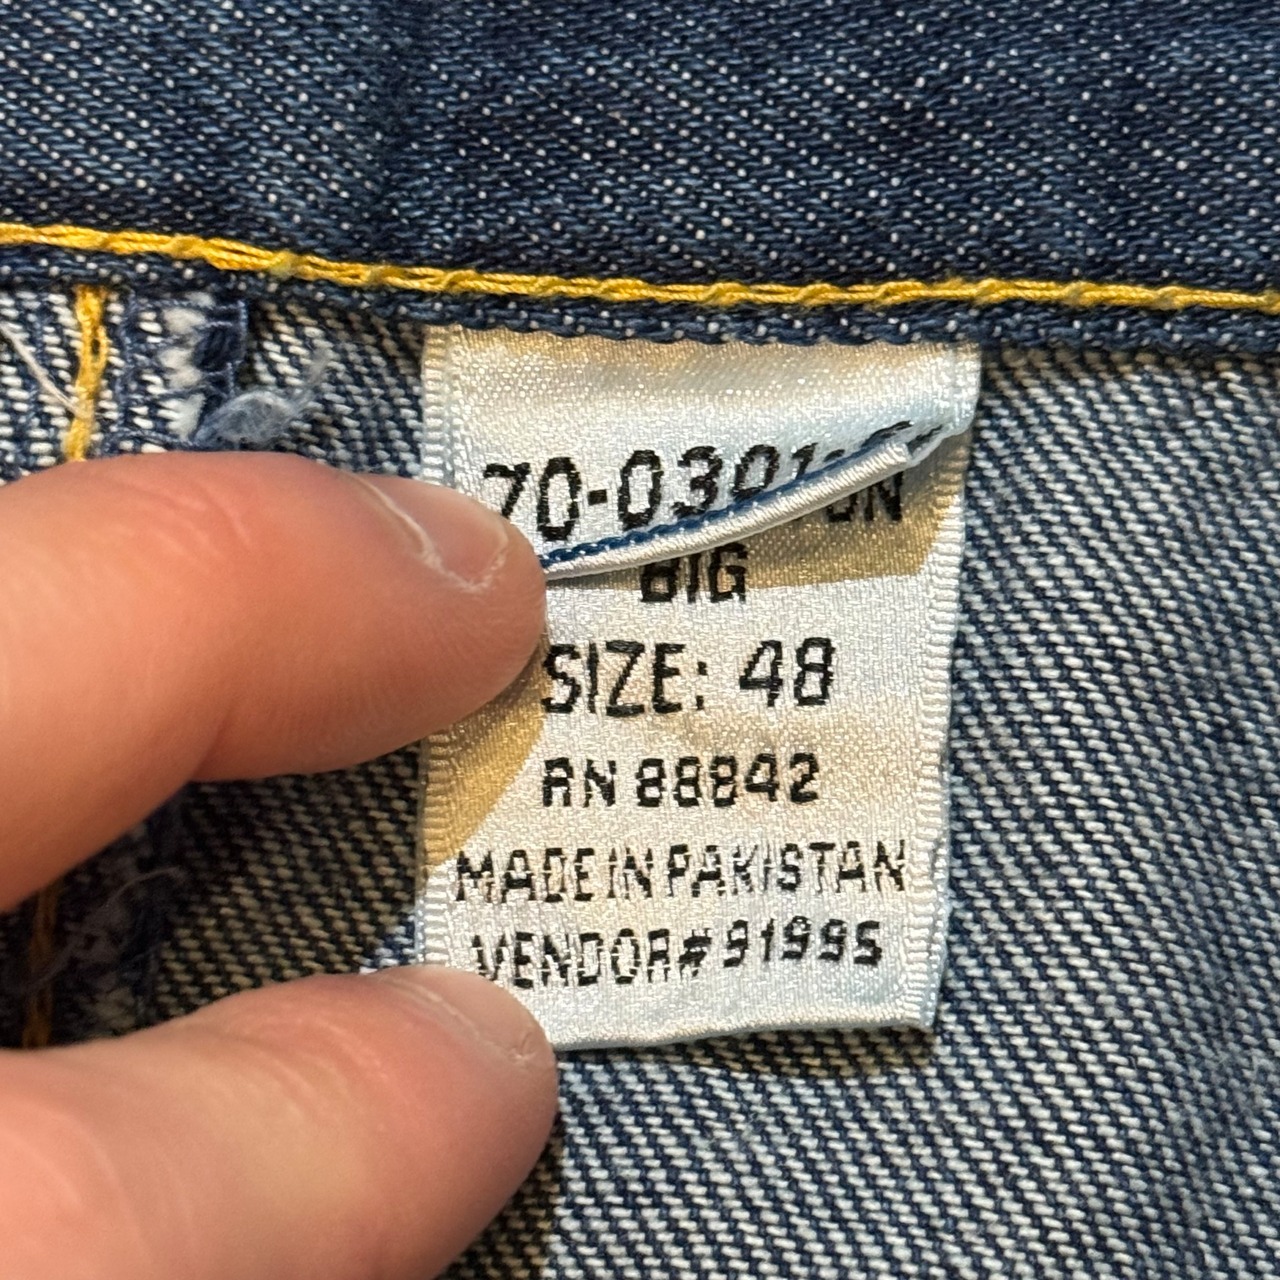 70-0301
BIG
SIZE: 48
RN 88842
MADE IN PAKISTAN
VENDOR# 91995